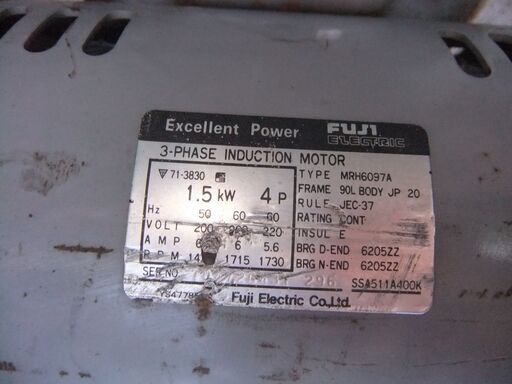 Excellent Power FUJI ELECTRIC
3-PHASE INDUCTION MOTOR
71-3830
1.5 kW 4 P
Hz 50 60 60
VOLT 200 200 220
AMP 6 5.6
RPM 1715 1730
SER NO
TYPE MRH6097A
FRAME 90L BODY JP 20
RULE JEC-37
RATING CONT
INSUL E
BRG D-END 6205ZZ
BRG N-END 6205ZZ
SSA511A400K
Fuji Electric Co.,Ltd.